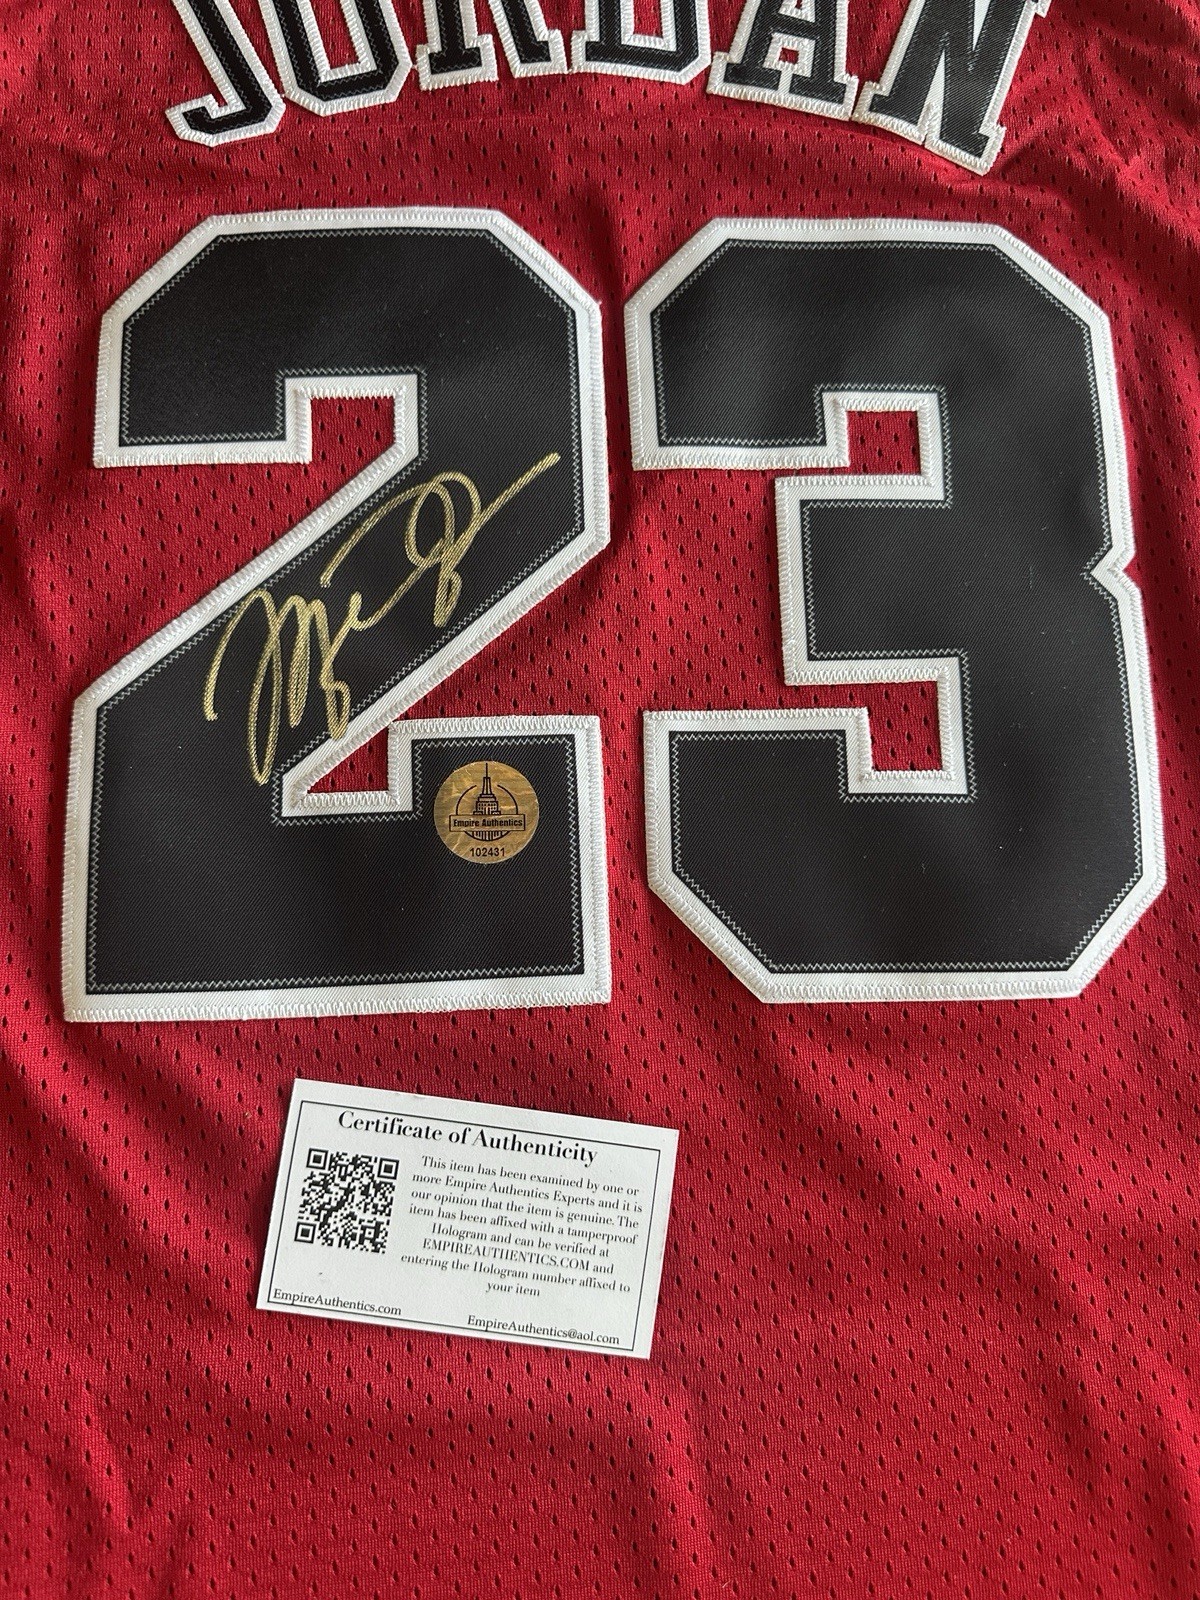 JORDAN
23
Empire Authentics
102431
Certificate of Authenticity
This item has been examined by one or
more Empire Authentics Experts and it is
our opinion that the item is genuine. The
item has been affixed with a tamperproof
Hologram and can be verified at
EMPIREAUTHENTICS.COM and
entering the Hologram number affixed to
your item
EmpireAuthentics.com
EmpireAuthentics@aol.com